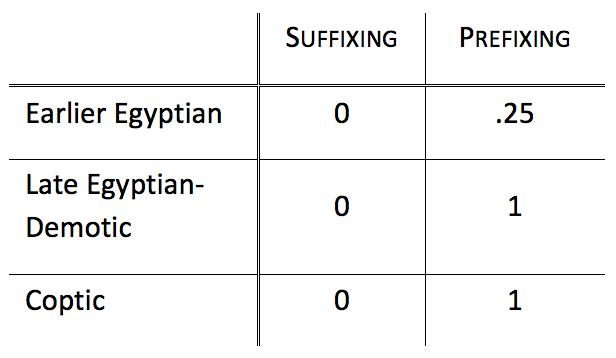 SUFFIXING PREFIXING
Earlier Egyptian 0 .25
Late Egyptian-
Demotic 0 1
Coptic 0 1